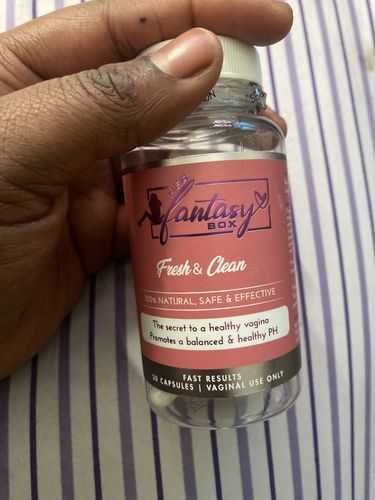 HER
fantasy
BOX
Fresh & Clean
100% NATURAL, SAFE & EFFECTIVE
The secret to a healthy vagina
Promotes a balanced & healthy PH
FAST RESULTS
CAPSULES | VAGINAL USE ONLY